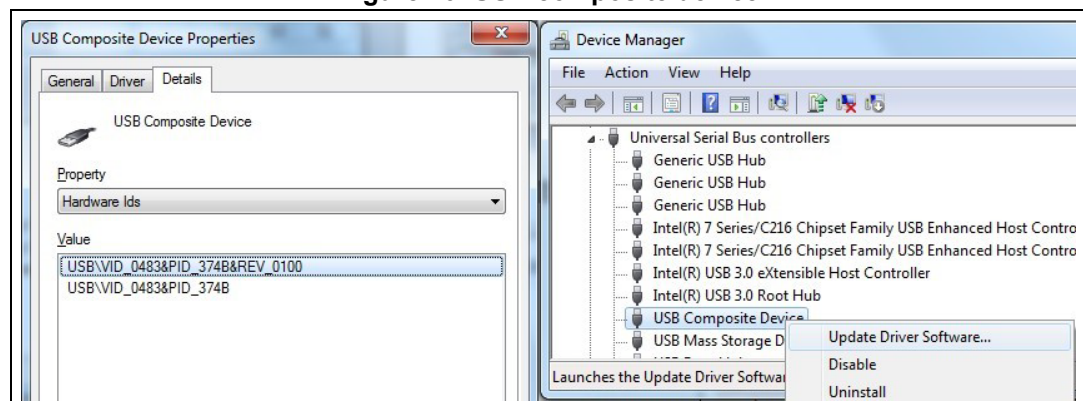 USB Composite Device Properties
General Driver Details
USB Composite Device
Property
Hardware Ids
Value
USB\VID_0483&PID_374B&REV_0100
USB\VID_0483&PID_374B
Device Manager
File Action View Help
Universal Serial Bus controllers
Generic USB Hub
Generic USB Hub
Generic USB Hub
Intel(R) 7 Series/C216 Chipset Family USB Enhanced Host Contro
Intel(R) 7 Series/C216 Chipset Family USB Enhanced Host Contro
Intel(R) USB 3.0 eXtensible Host Controller
Intel(R) USB 3.0 Root Hub
USB Composite Device
USB Mass Storage D
Launches the Update Driver Softwar
Update Driver Software...
Disable
Uninstall